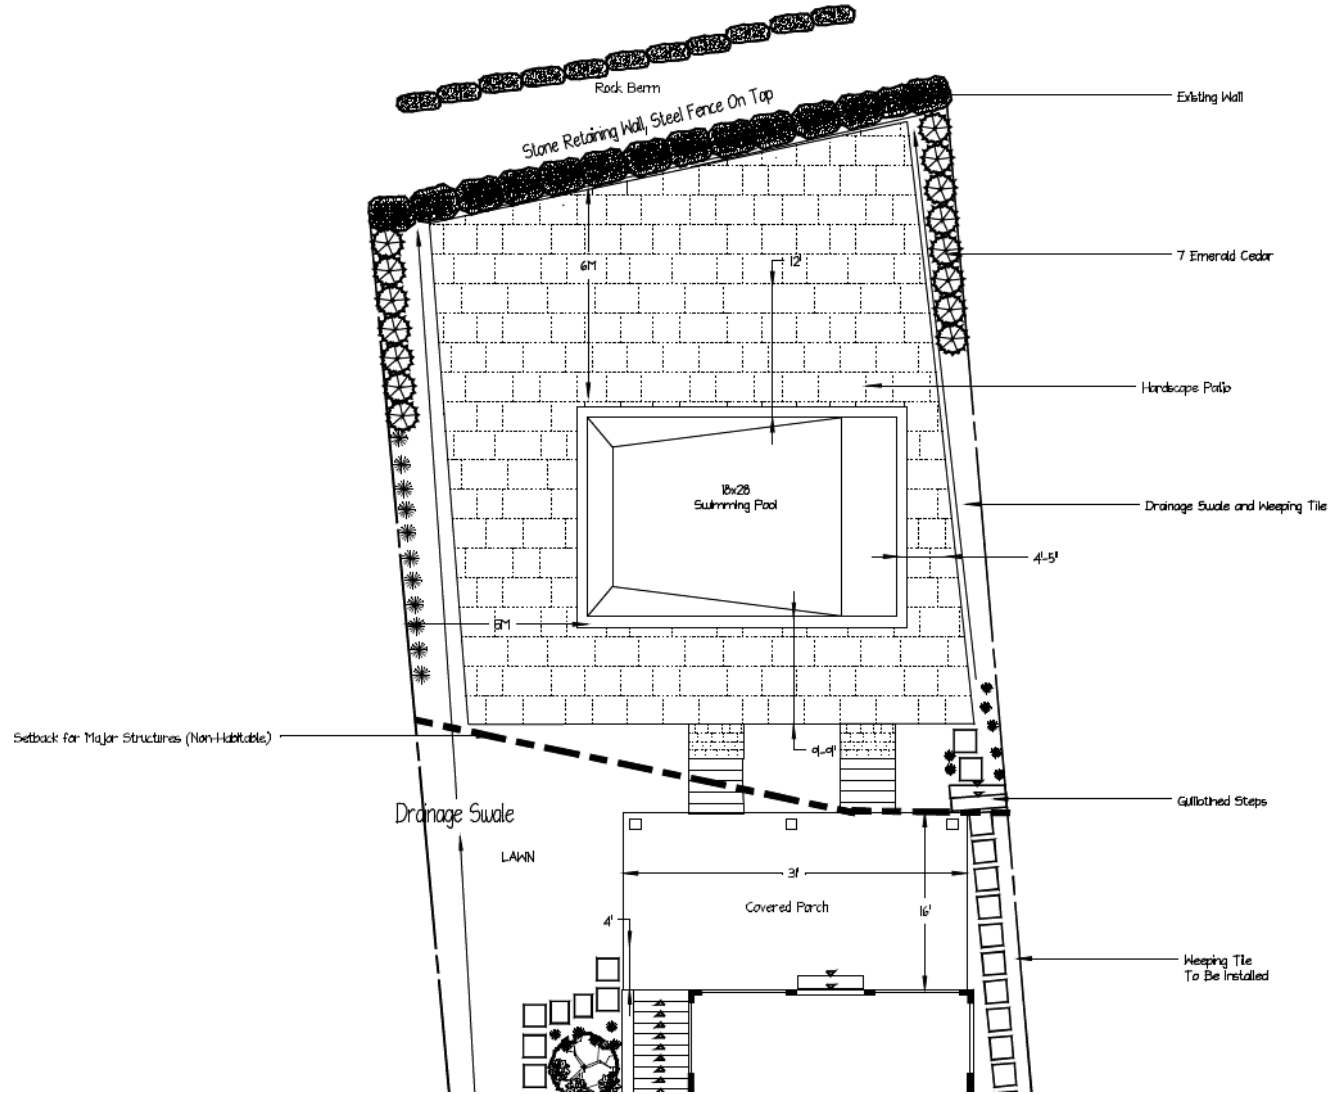 Rock Berm
Existing Wall
Stone Retaining Wall, Steel Fence On Top
7 Emerald Cedar
12'
6M
Hardscape Patio
18x28
Swimming Pool
Drainage Swale and Weeping Tile
4'-5"
5M
Setback for Major Structures (Non-Habitable)
9'-9"
Guillotined Steps
Drainage Swale
LAWN
31'
Covered Porch
16'
4'
Weeping Tile
To Be Installed